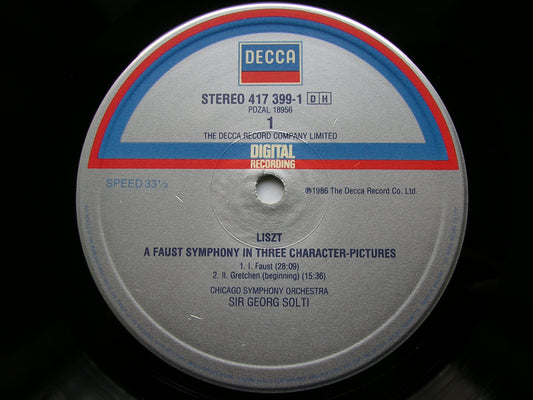 DECCA
STEREO 417 399-1 DH
PDZAL 18956
1
THE DECCA RECORD COMPANY LIMITED
DIGITAL
RECORDING
SPEED 33⅓
℗1986 The Decca Record Co. Ltd.
LISZT
A FAUST SYMPHONY IN THREE CHARACTER-PICTURES
1. I. Faust (28:09)
2. II. Gretchen (beginning) (15:36)
CHICAGO SYMPHONY ORCHESTRA
SIR GEORG SOLTI